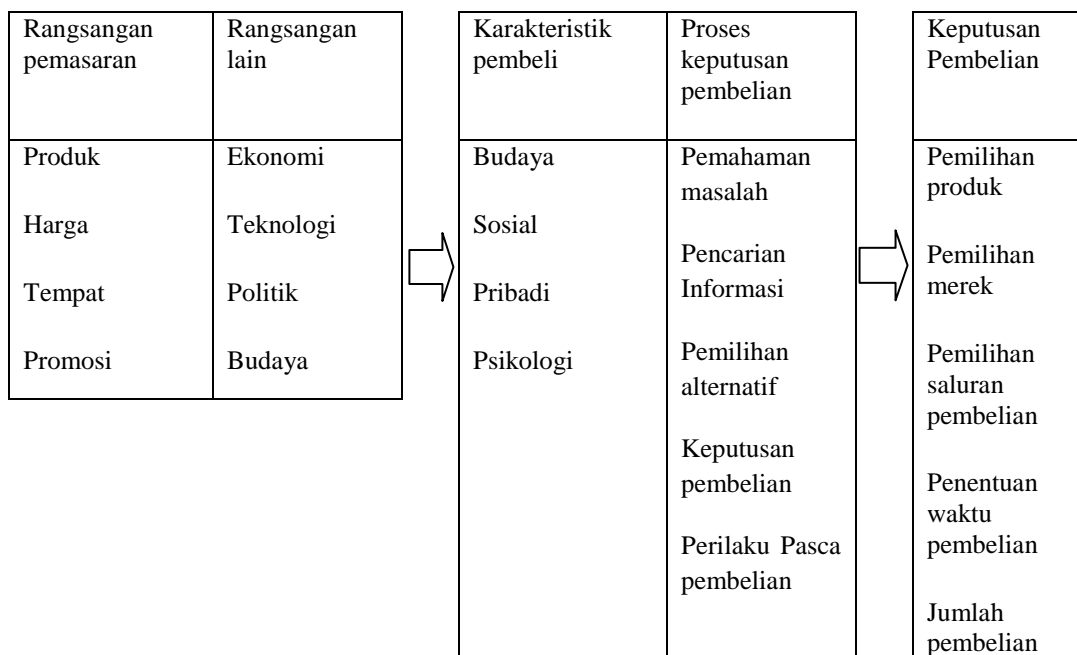 Rangsangan
pemasaran
Rangsangan
lain
Produk
Harga
Tempat
Promosi
Ekonomi
Teknologi
Politik
Budaya
Karakteristik
pembeli
Proses
keputusan
pembelian
Budaya
Sosial
Pribadi
Psikologi
Pemahaman
masalah
Pencarian
Informasi
Pemilihan
alternatif
Keputusan
pembelian
Perilaku Pasca
pembelian
Keputusan
Pembelian
Pemilihan
produk
Pemilihan
merek
Pemilihan
saluran
pembelian
Penentuan
waktu
pembelian
Jumlah
pembelian